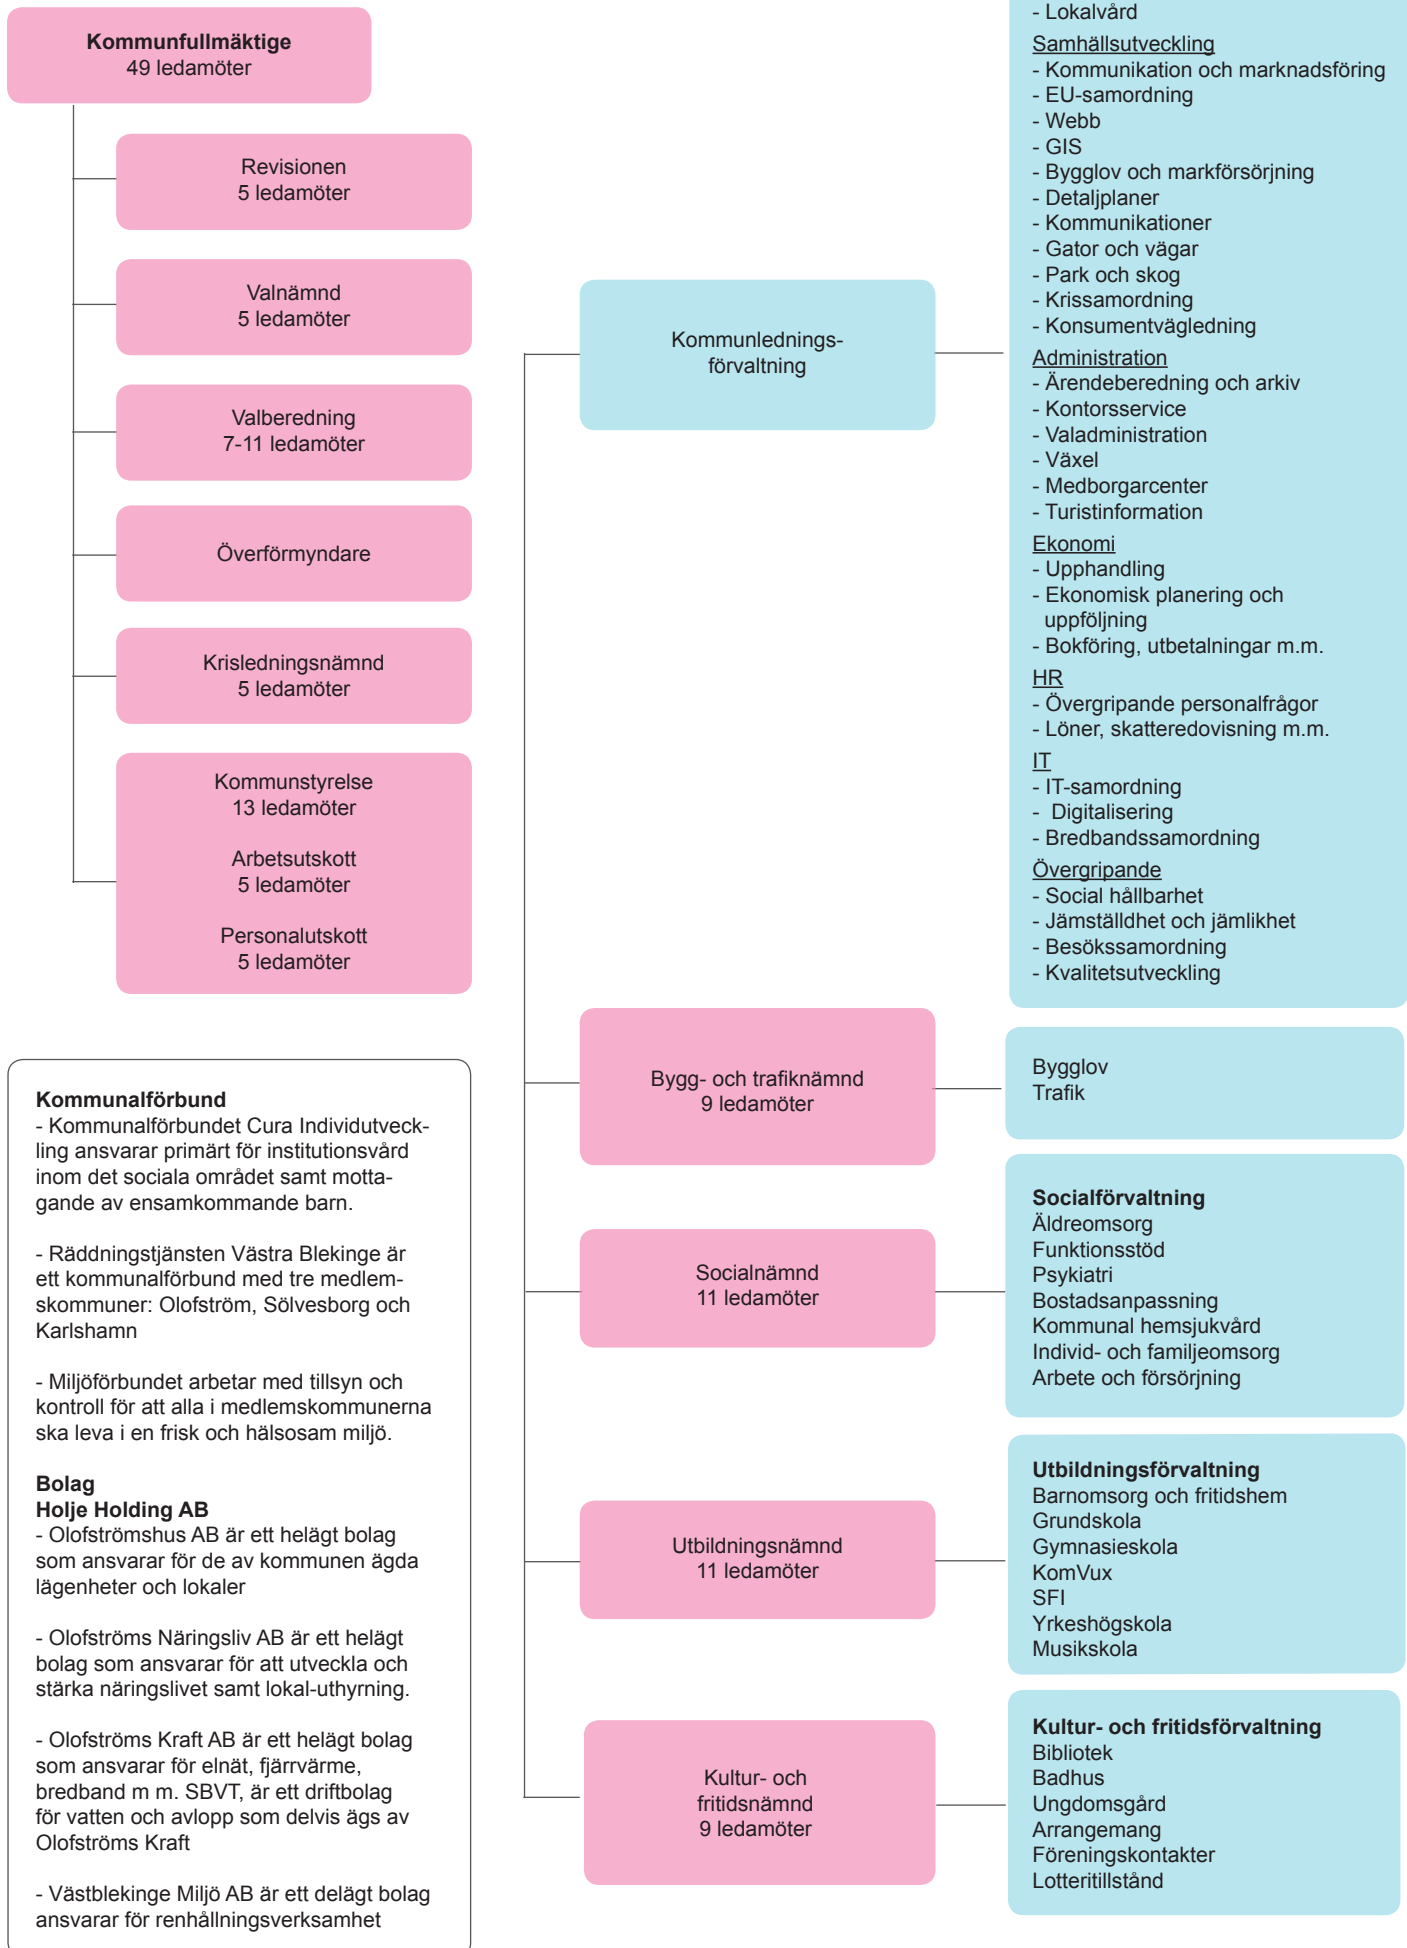 Kommunfullmäktige
49 ledamöter
Revisionen
5 ledamöter
Valnämnd
5 ledamöter
Valberedning
7-11 ledamöter
Överförmyndare
Krisledningsnämnd
5 ledamöter
Kommunstyrelse
13 ledamöter
Arbetsutskott
5 ledamöter
Personalutskott
5 ledamöter
Kommunalförbund
- Kommunalförbundet Cura Individutveck-
ling ansvarar primärt för institutionsvård
inom det sociala området samt motta-
gande av ensamkommande barn.
- Räddningstjänsten Västra Blekinge är
ett kommunalförbund med tre medlem-
skommuner: Olofström, Sölvesborg och
Karlshamn
- Miljöförbundet arbetar med tillsyn och
kontroll för att alla i medlemskommunerna
ska leva i en frisk och hälsosam miljö.
Bolag
Holje Holding AB
- Olofströmshus AB är ett helägt bolag
som ansvarar för de av kommunen ägda
lägenheter och lokaler
- Olofströms Näringsliv AB är ett helägt
bolag som ansvarar för att utveckla och
stärka näringslivet samt lokal-uthyrning.
- Olofströms Kraft AB är ett helägt bolag
som ansvarar för elnät, fjärrvärme,
bredband m m. SBVT, är ett driftbolag
för vatten och avlopp som delvis ägs av
Olofströms Kraft
- Västblekinge Miljö AB är ett delägt bolag
ansvarar för renhållningsverksamhet
Kommunlednings-
förvaltning
Bygg- och trafiknämnd
9 ledamöter
Socialnämnd
11 ledamöter
Utbildningsnämnd
11 ledamöter
Kultur- och
fritidsnämnd
9 ledamöter
- Lokalvård
Samhällsutveckling
- Kommunikation och marknadsföring
- EU-samordning
- Webb
- GIS
- Bygglov och markförsörjning
- Detaljplaner
- Kommunikationer
- Gator och vägar
- Park och skog
- Krissamordning
- Konsumentvägledning
Administration
- Ärendeberedning och arkiv
- Kontorsservice
- Valadministration
- Växel
- Medborgarcenter
- Turistinformation
Ekonomi
- Upphandling
- Ekonomisk planering och
uppföljning
- Bokföring, utbetalningar m.m.
HR
- Övergripande personalfrågor
- Löner, skatteredovisning m.m.
IT
- IT-samordning
- Digitalisering
- Bredbandssamordning
Övergripande
- Social hållbarhet
- Jämställdhet och jämlikhet
- Besökssamordning
- Kvalitetsutveckling
Bygglov
Trafik
Socialförvaltning
Äldreomsorg
Funktionsstöd
Psykiatri
Bostadsanpassning
Kommunal hemsjukvård
Individ- och familjeomsorg
Arbete och försörjning
Utbildningsförvaltning
Barnomsorg och fritidshem
Grundskola
Gymnasieskola
KomVux
SFI
Yrkeshögskola
Musikskola
Kultur- och fritidsförvaltning
Bibliotek
Badhus
Ungdomsgård
Arrangemang
Föreningskontakter
Lotteritillstånd